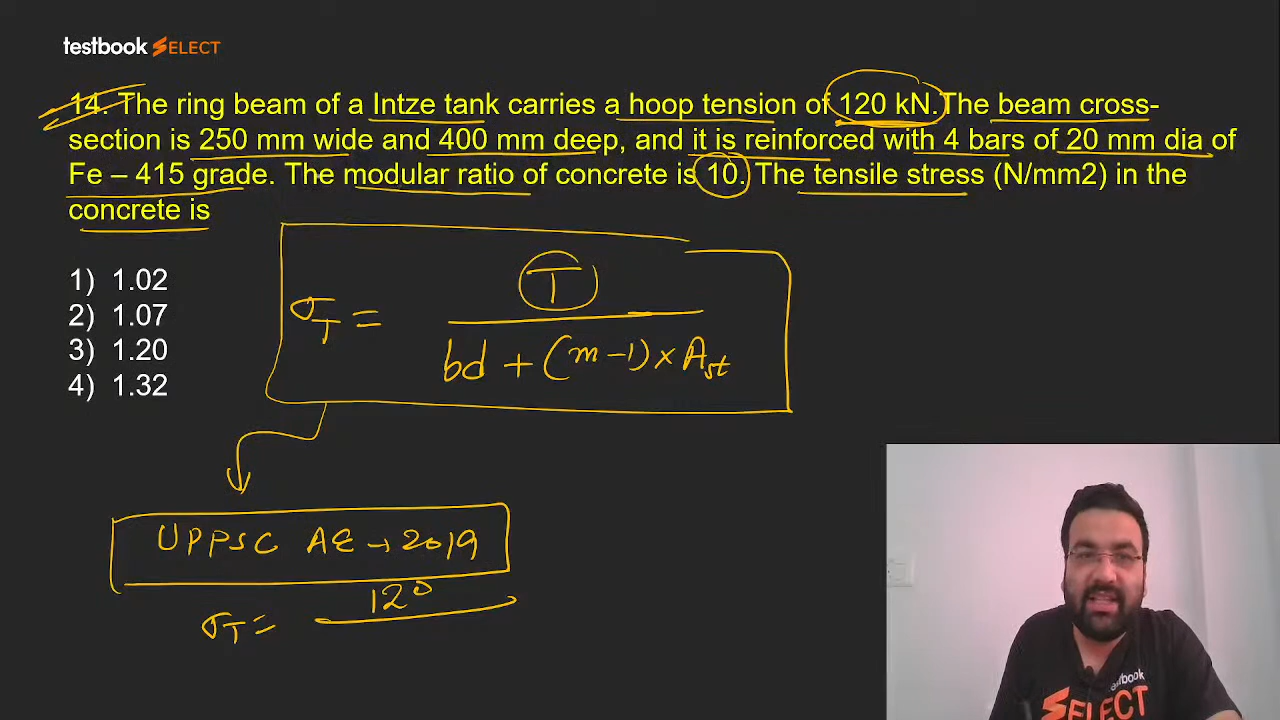 testbook SELECT
14. The ring beam of a Intze tank carries a hoop tension of 120 kN. The beam cross-
section is 250 mm wide and 400 mm deep, and it is reinforced with 4 bars of 20 mm dia of
Fe – 415 grade. The modular ratio of concrete is 10. The tensile stress (N/mm2) in the
concrete is
1) 1.02
2) 1.07
3) 1.20
4) 1.32
σT = T
bd + (m-1) × Ast
UPPSC AE → 2019
σT = 120
testbook
SELECT